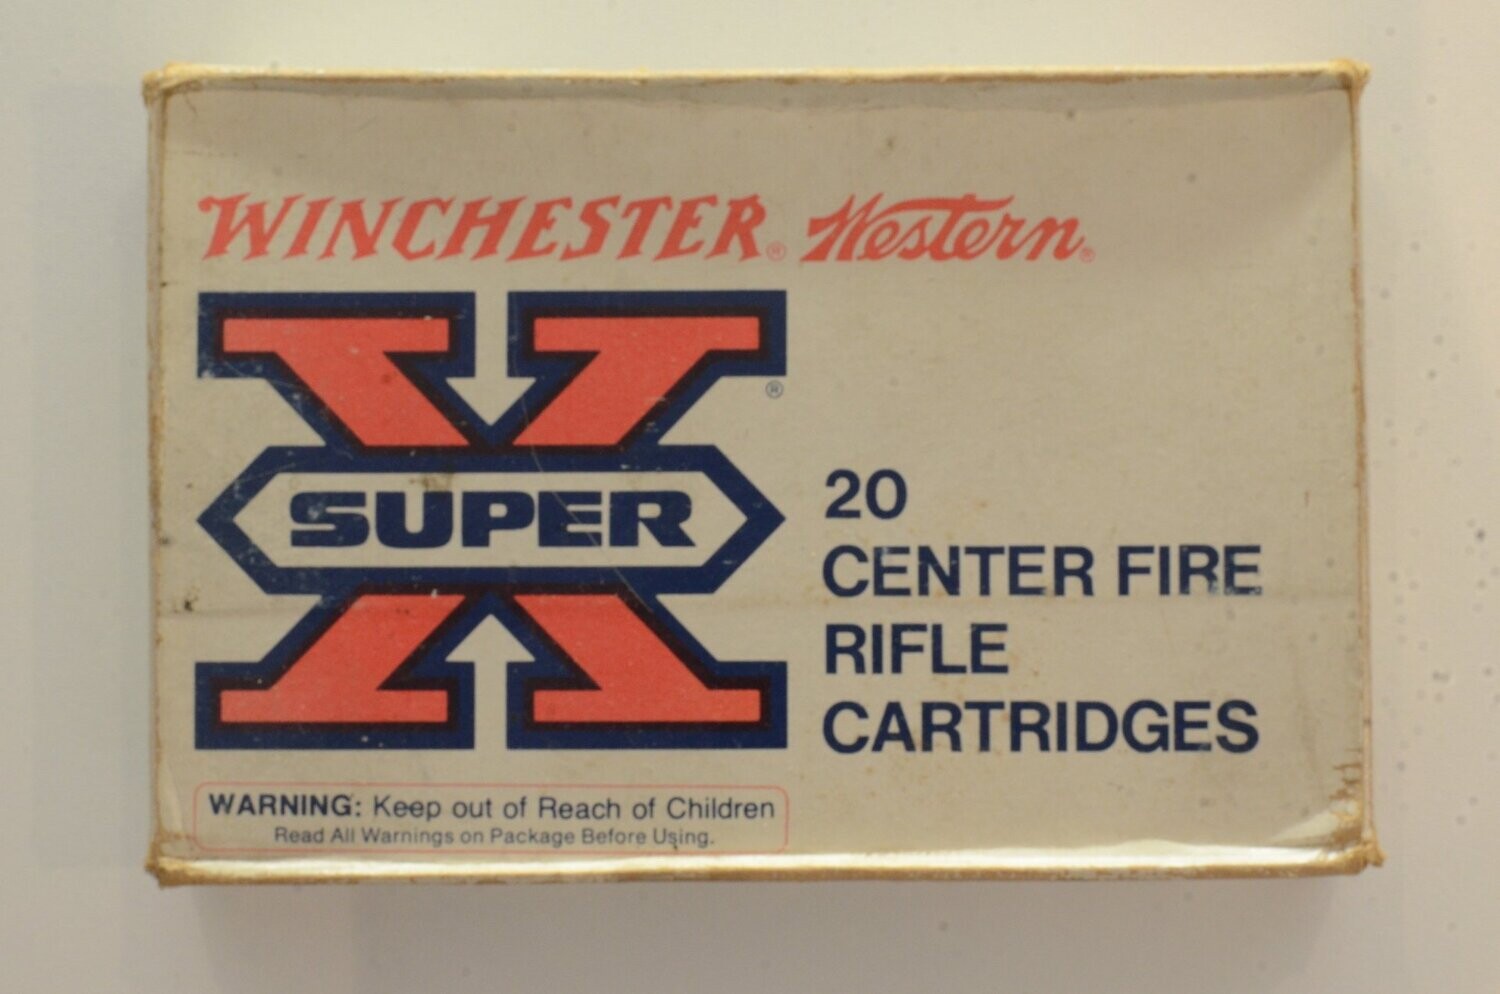 WINCHESTER® Western®
®
SUPER X
20
CENTER FIRE
RIFLE
CARTRIDGES
WARNING: Keep out of Reach of Children
Read All Warnings on Package Before Using.